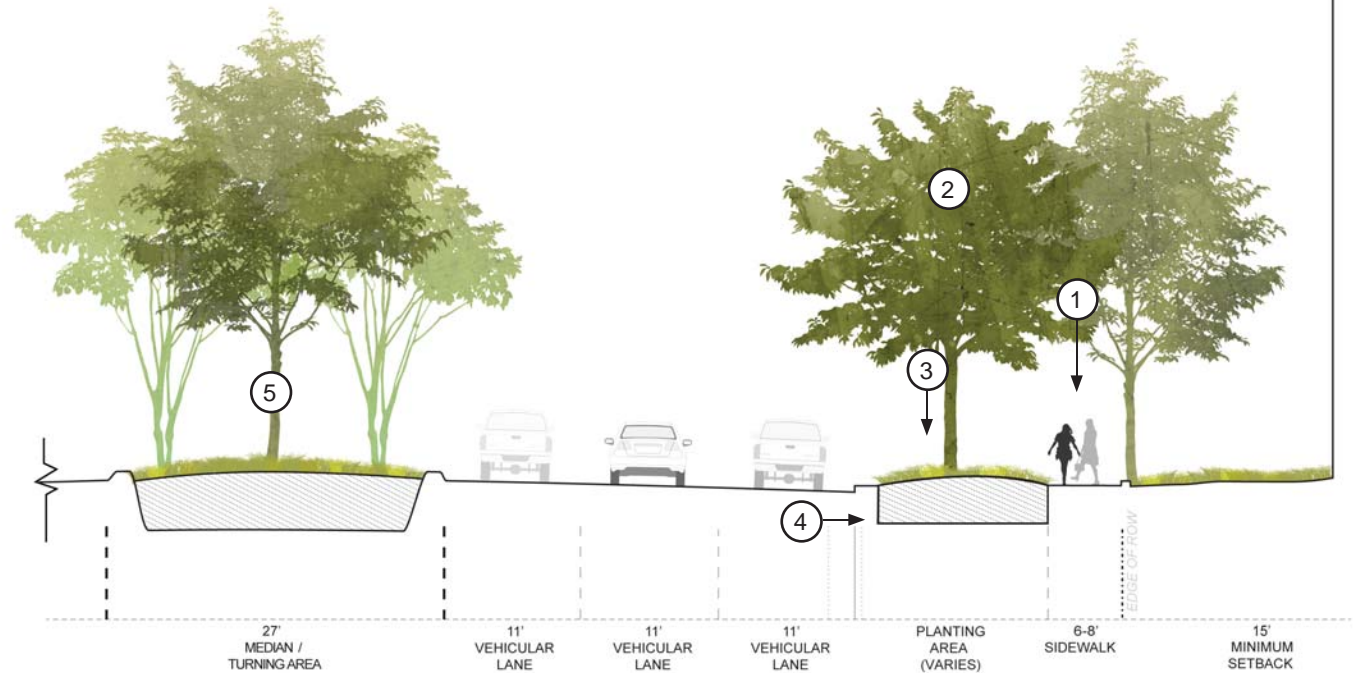 2
1
3
5
4
EDGE OF ROW
27'
MEDIAN /
TURNING AREA
11'
VEHICULAR
LANE
11'
VEHICULAR
LANE
11'
VEHICULAR
LANE
PLANTING
AREA
(VARIES)
6-8'
SIDEWALK
15'
MINIMUM
SETBACK